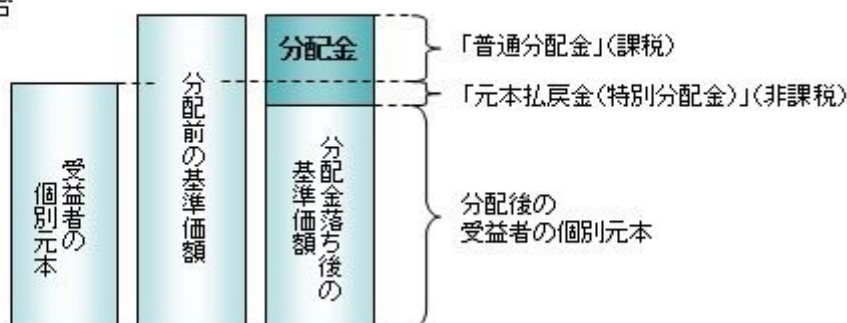 受益者の
個別元本
分配前の基準価額
分配金
分配金落ち後の
基準価額
「普通分配金」(課税)
「元本払戻金(特別分配金)」(非課税)
分配後の
受益者の個別元本